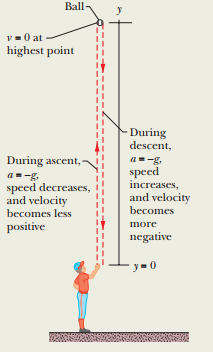 Ball
y
v = 0 at
highest point
During ascent,
a = –g,
speed decreases,
and velocity
becomes less
positive
During
descent,
a = –g,
speed
increases,
and velocity
becomes
more
negative
y = 0